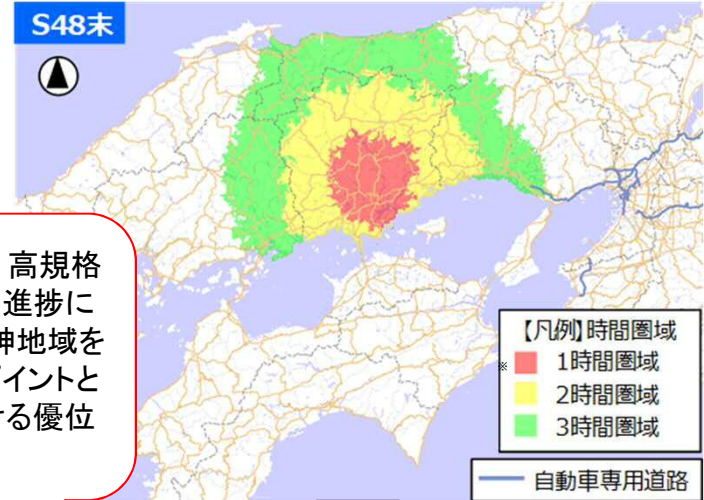 S48末
高規格
進捗に
神地域を
イントと
ける優位
【凡例】時間圏域
※
1時間圏域
2時間圏域
3時間圏域
自動車専用道路